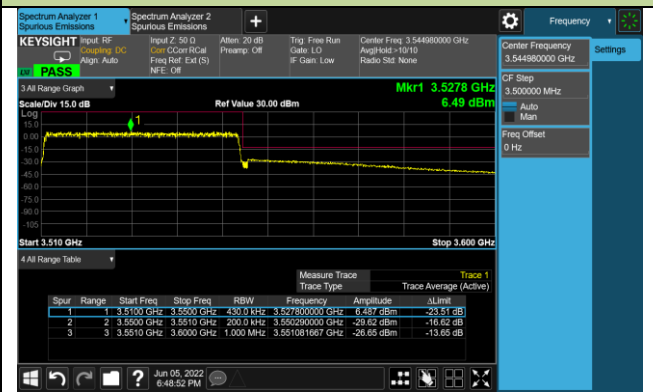 Spectrum Analyzer 1
Spurious Emissions
Spectrum Analyzer 2
Spurious Emissions
+
Frequency
KEYSIGHT
Input: RF
Coupling: DC
Align: Auto
Input Z: 50 Ω
Corr CCorr RCal
Freq Ref: Ext (S)
NFE: Off
Atten: 20 dB
Preamp: Off
Trig: Free Run
Gate: LO
IF Gain: Low
Center Freq: 3.544980000 GHz
Avg|Hold:>10/10
Radio Std: None
PASS
Center Frequency
3.544980000 GHz
Settings
CF Step
3.500000 MHz
Auto
Man
Freq Offset
0 Hz
3 All Range Graph
Mkr1 3.5278 GHz
Scale/Div 15.0 dB
Ref Value 30.00 dBm
6.49 dBm
Log
15.0
0.00
-15.0
-30.0
-45.0
-60.0
-75.0
-90.0
-105
1
Start 3.510 GHz
Stop 3.600 GHz
4 All Range Table
Measure Trace Trace 1
Trace Type Trace Average (Active)
Spur Range Start Freq Stop Freq RBW Frequency Amplitude ΔLimit
1 1 3.5100 GHz 3.5500 GHz 430.0 kHz 3.527800000 GHz 6.487 dBm -23.51 dB
2 2 3.5500 GHz 3.5510 GHz 200.0 kHz 3.550290000 GHz -29.62 dBm -16.62 dB
3 3 3.5510 GHz 3.6000 GHz 1.000 MHz 3.551081667 GHz -26.65 dBm -13.65 dB
?
Jun 05, 2022
6:48:52 PM